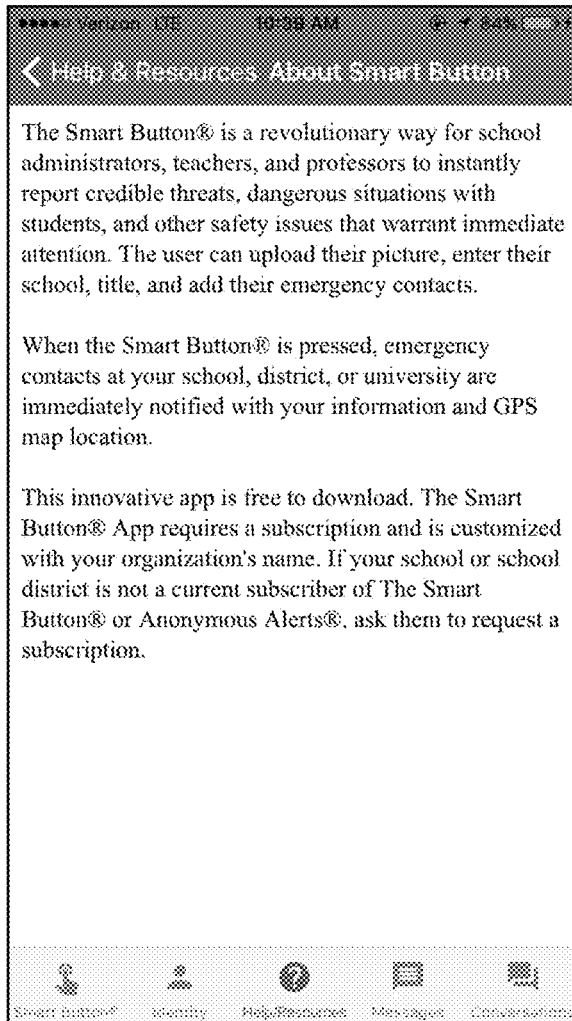 verizon LTE 10:39 AM 84%
Help & Resources About Smart Button
The Smart Button® is a revolutionary way for school
administrators, teachers, and professors to instantly
report credible threats, dangerous situations with
students, and other safety issues that warrant immediate
attention. The user can upload their picture, enter their
school, title, and add their emergency contacts.
When the Smart Button® is pressed, emergency
contacts at your school, district, or university are
immediately notified with your information and GPS
map location.
This innovative app is free to download. The Smart
Button® App requires a subscription and is customized
with your organization's name. If your school or school
district is not a current subscriber of The Smart
Button® or Anonymous Alerts®, ask them to request a
subscription.
Smart Button® Identity Help/Resources Messages Conversations